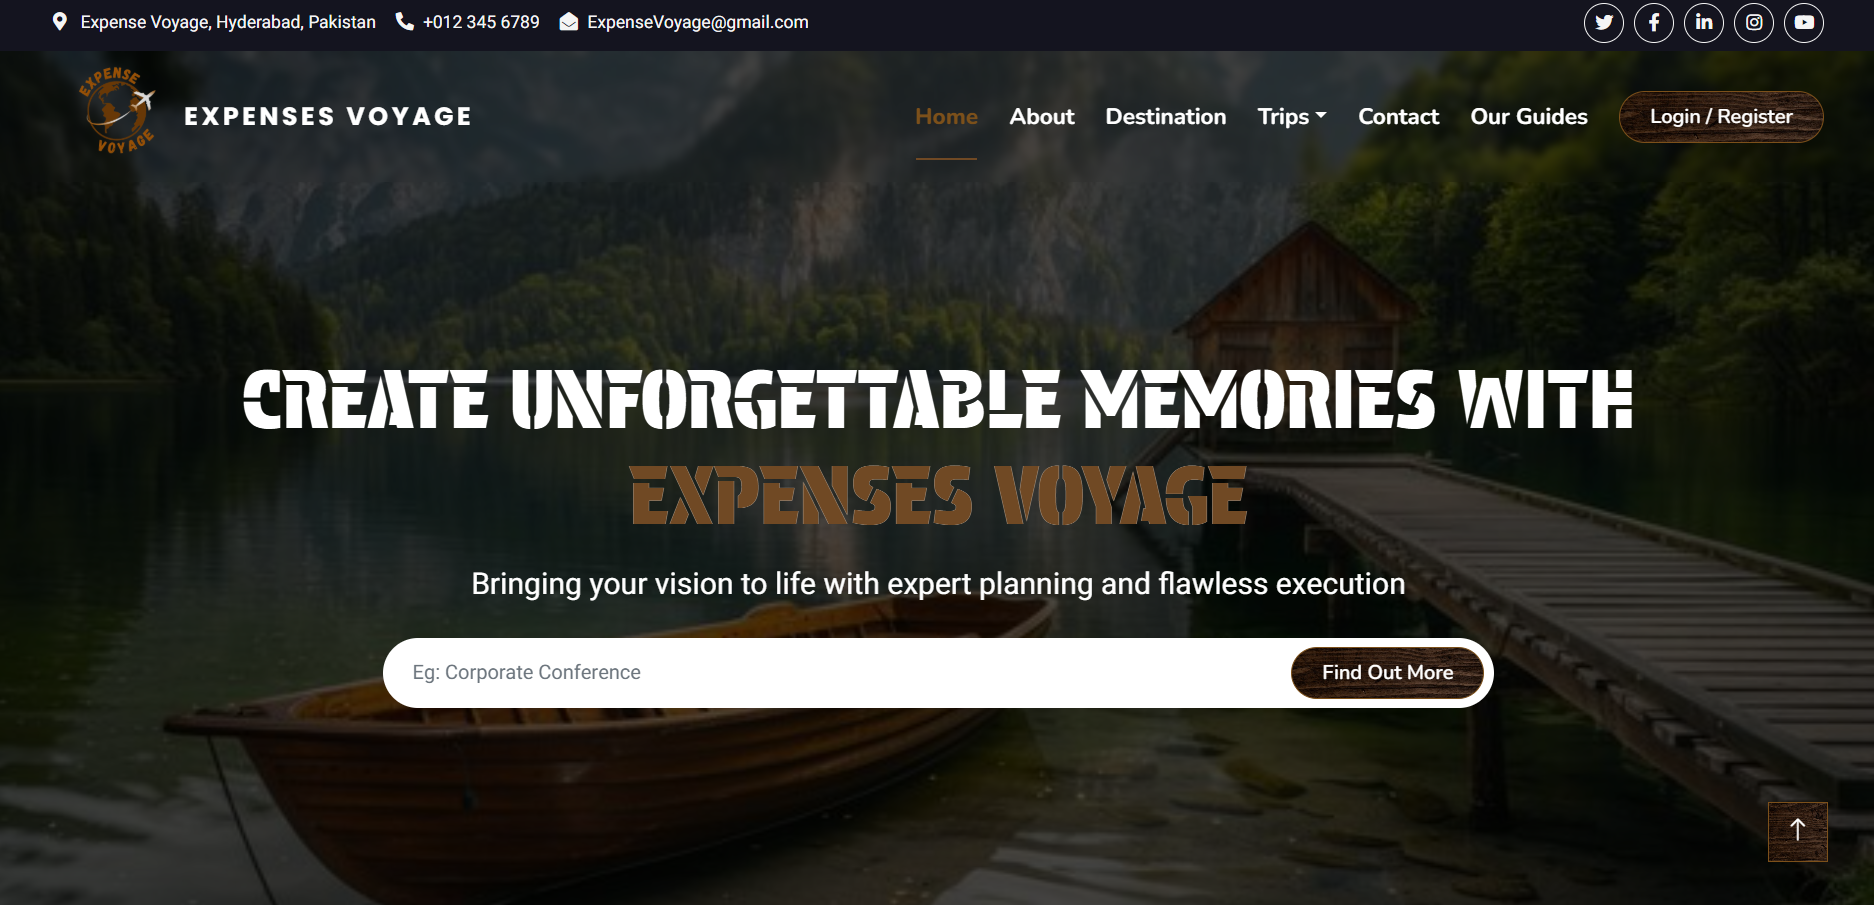 Expense Voyage, Hyderabad, Pakistan +012 345 6789 ExpenseVoyage@gmail.com
EXPENSE VOYAGE
EXPENSES VOYAGE
Home About Destination Trips Contact Our Guides Login / Register
CREATE UNFORGETTABLE MEMORIES WITH
EXPENSES VOYAGE
Bringing your vision to life with expert planning and flawless execution
Eg: Corporate Conference Find Out More